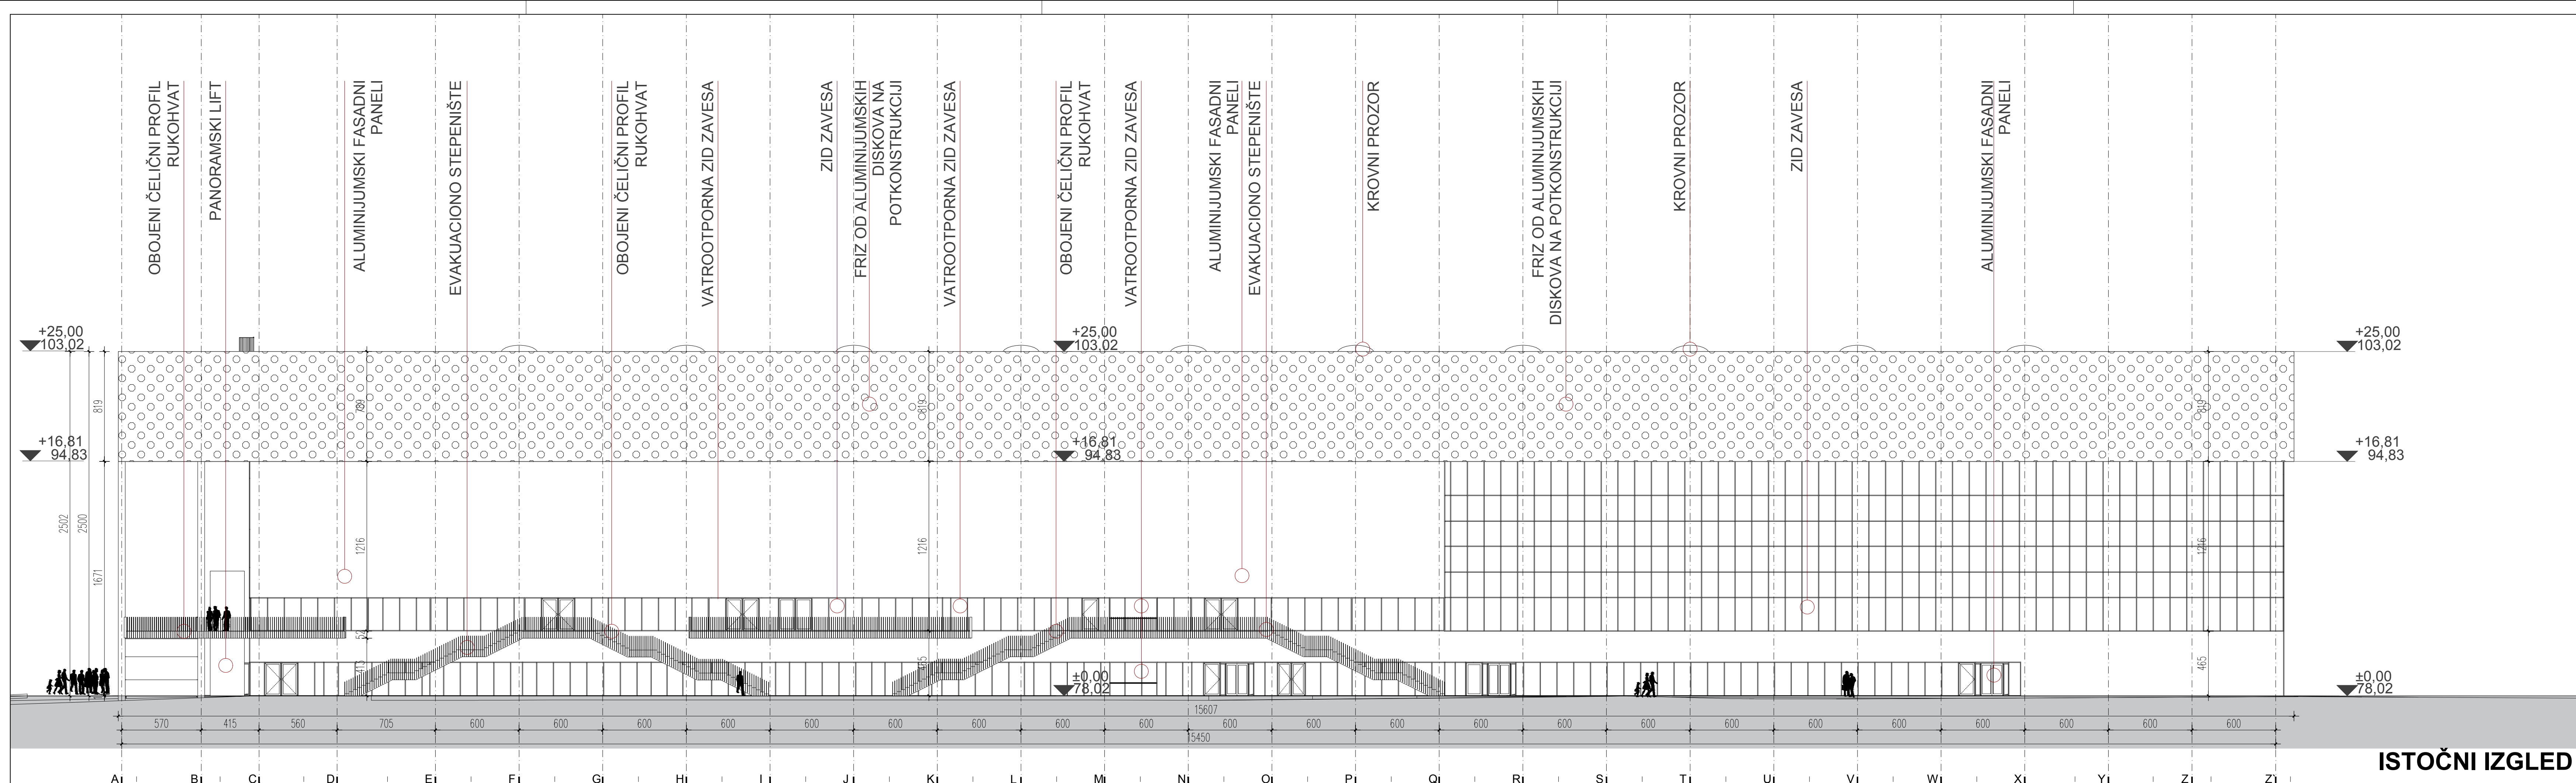 OBOJENI ČELIČNI PROFIL
RUKOHVAT
PANORAMSKI LIFT
ALUMINIJUMSKI FASADNI
PANELI
EVAKUACIONO STEPENIŠTE
OBOJENI ČELIČNI PROFIL
RUKOHVAT
VATROOTPORNA ZID ZAVESA
ZID ZAVESA
FRIZ OD ALUMINIJUMSKIH
DISKOVA NA
POTKONSTRUKCIJI
VATROOTPORNA ZID ZAVESA
OBOJENI ČELIČNI PROFIL
RUKOHVAT
VATROOTPORNA ZID ZAVESA
ALUMINIJUMSKI FASADNI
PANELI
EVAKUACIONO STEPENIŠTE
KROVNI PROZOR
FRIZ OD ALUMINIJUMSKIH
DISKOVA NA POTKONSTRUKCIJI
KROVNI PROZOR
ZID ZAVESA
ALUMINIJUMSKI FASADNI
PANELI
+25,00
103,02
+25,00
103,02
+25,00
103,02
819
789
819
819
+16,81
94,83
+16,81
94,83
+16,81
94,83
2502
2500
1671
1216
1216
1216
52
413
465
465
±0,00
78,02
±0,00
78,02
15607
570 415 560 705 600 600 600 600 600 600 600 600 600 600 600 600 600 600 600 600 600 600 600 600 600 600
15450
ISTOČNI IZGLED
A B C D E F G H I J K L M N O P Q R S T U V W X Y Z Z'